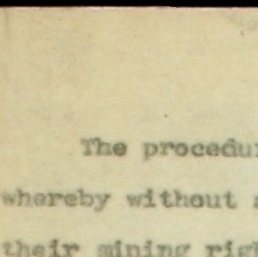 The procedu
whereby without
their mining rig